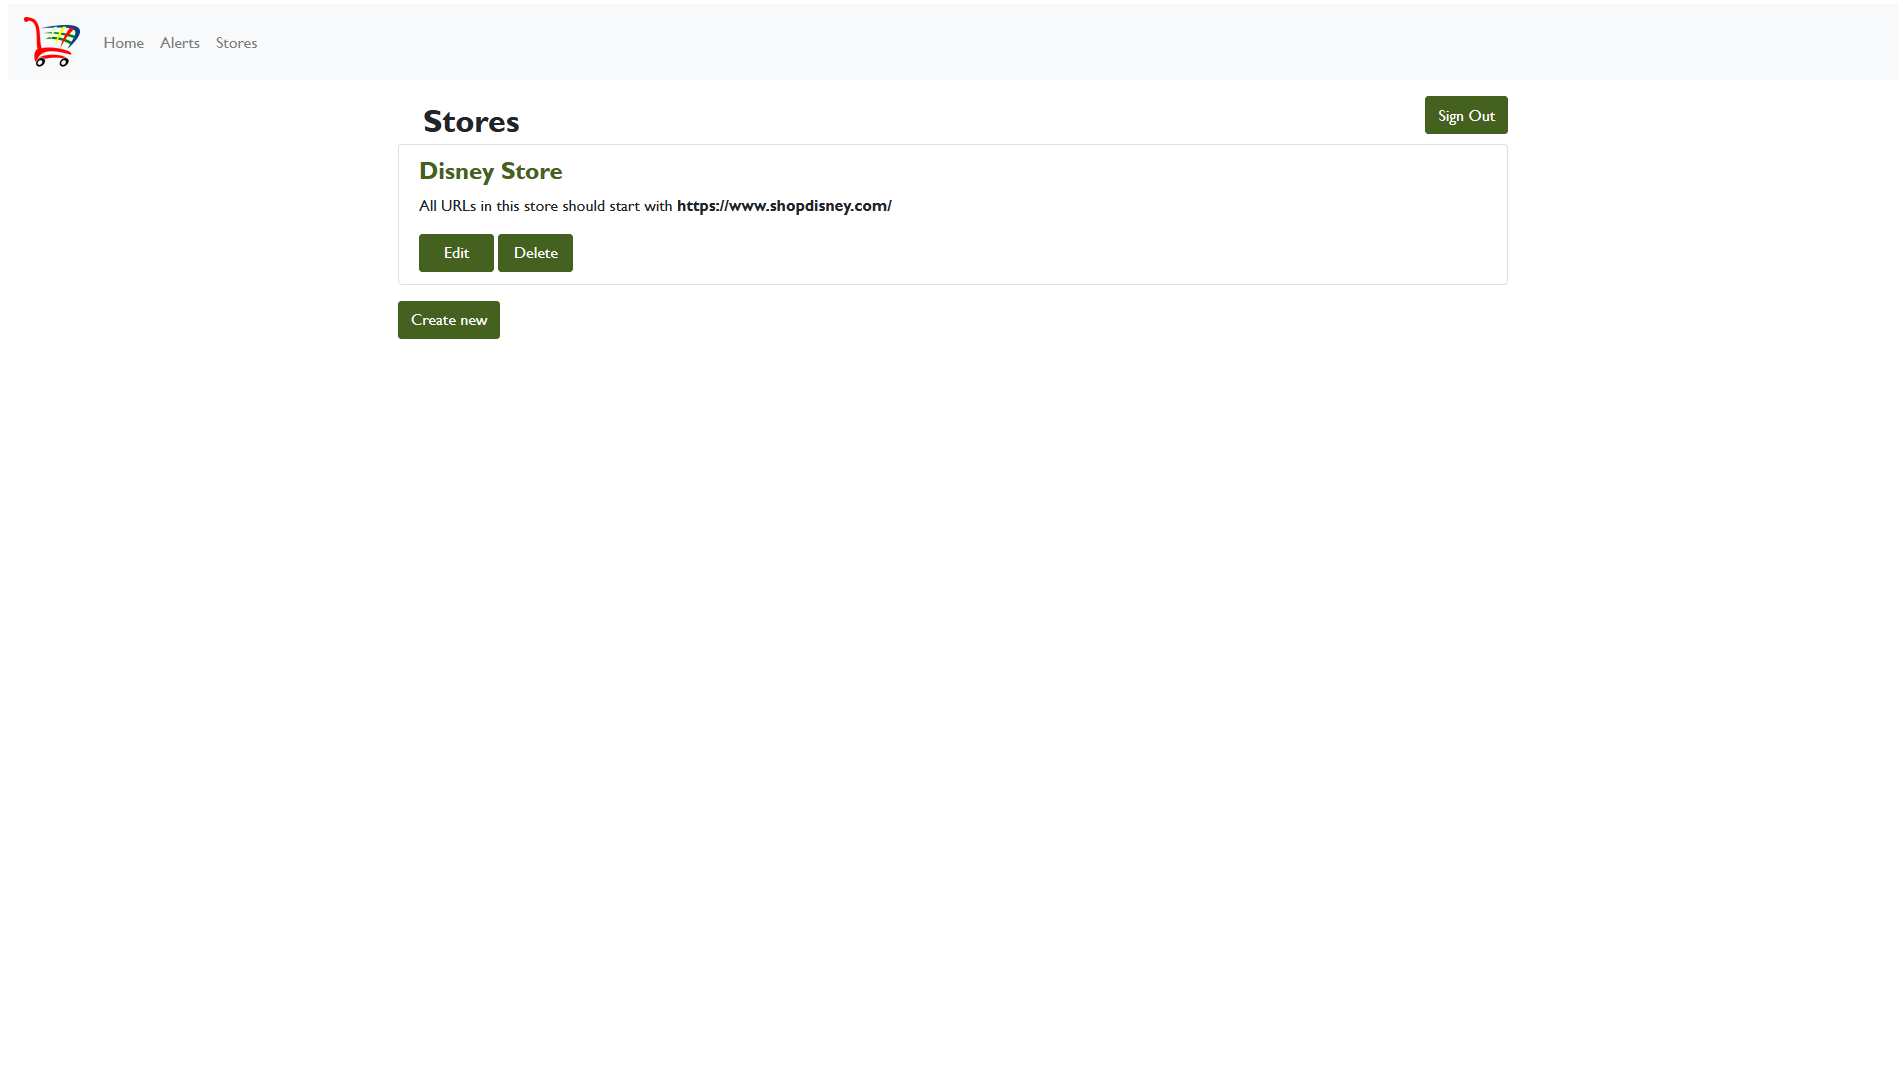 Home Alerts Stores
Stores
Sign Out
Disney Store
All URLs in this store should start with https://www.shopdisney.com/
Edit Delete
Create new